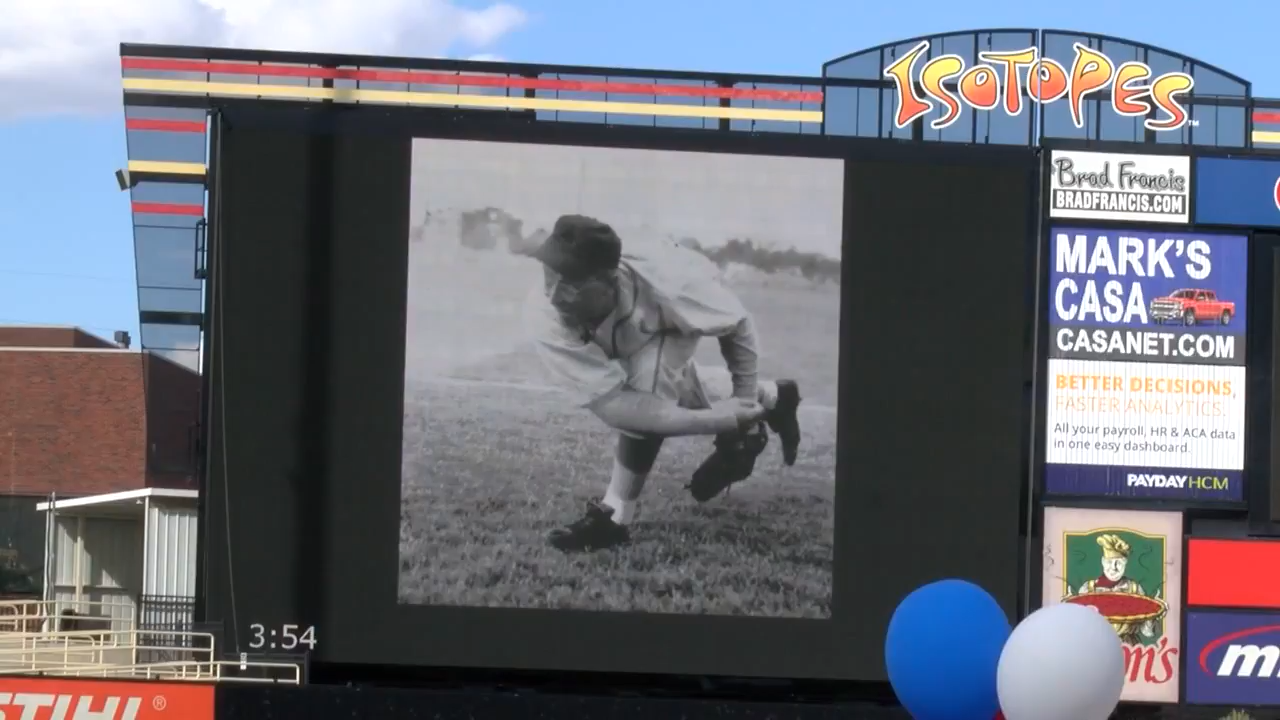 ISOTOPES™
Brad Francis
BRADFRANCIS.COM
MARK'S
CASA
CASANET.COM
BETTER DECISIONS,
FASTER ANALYTICS.
All your payroll, HR & ACA data
in one easy dashboard.
PAYDAY HCM
3:54
STIHL®